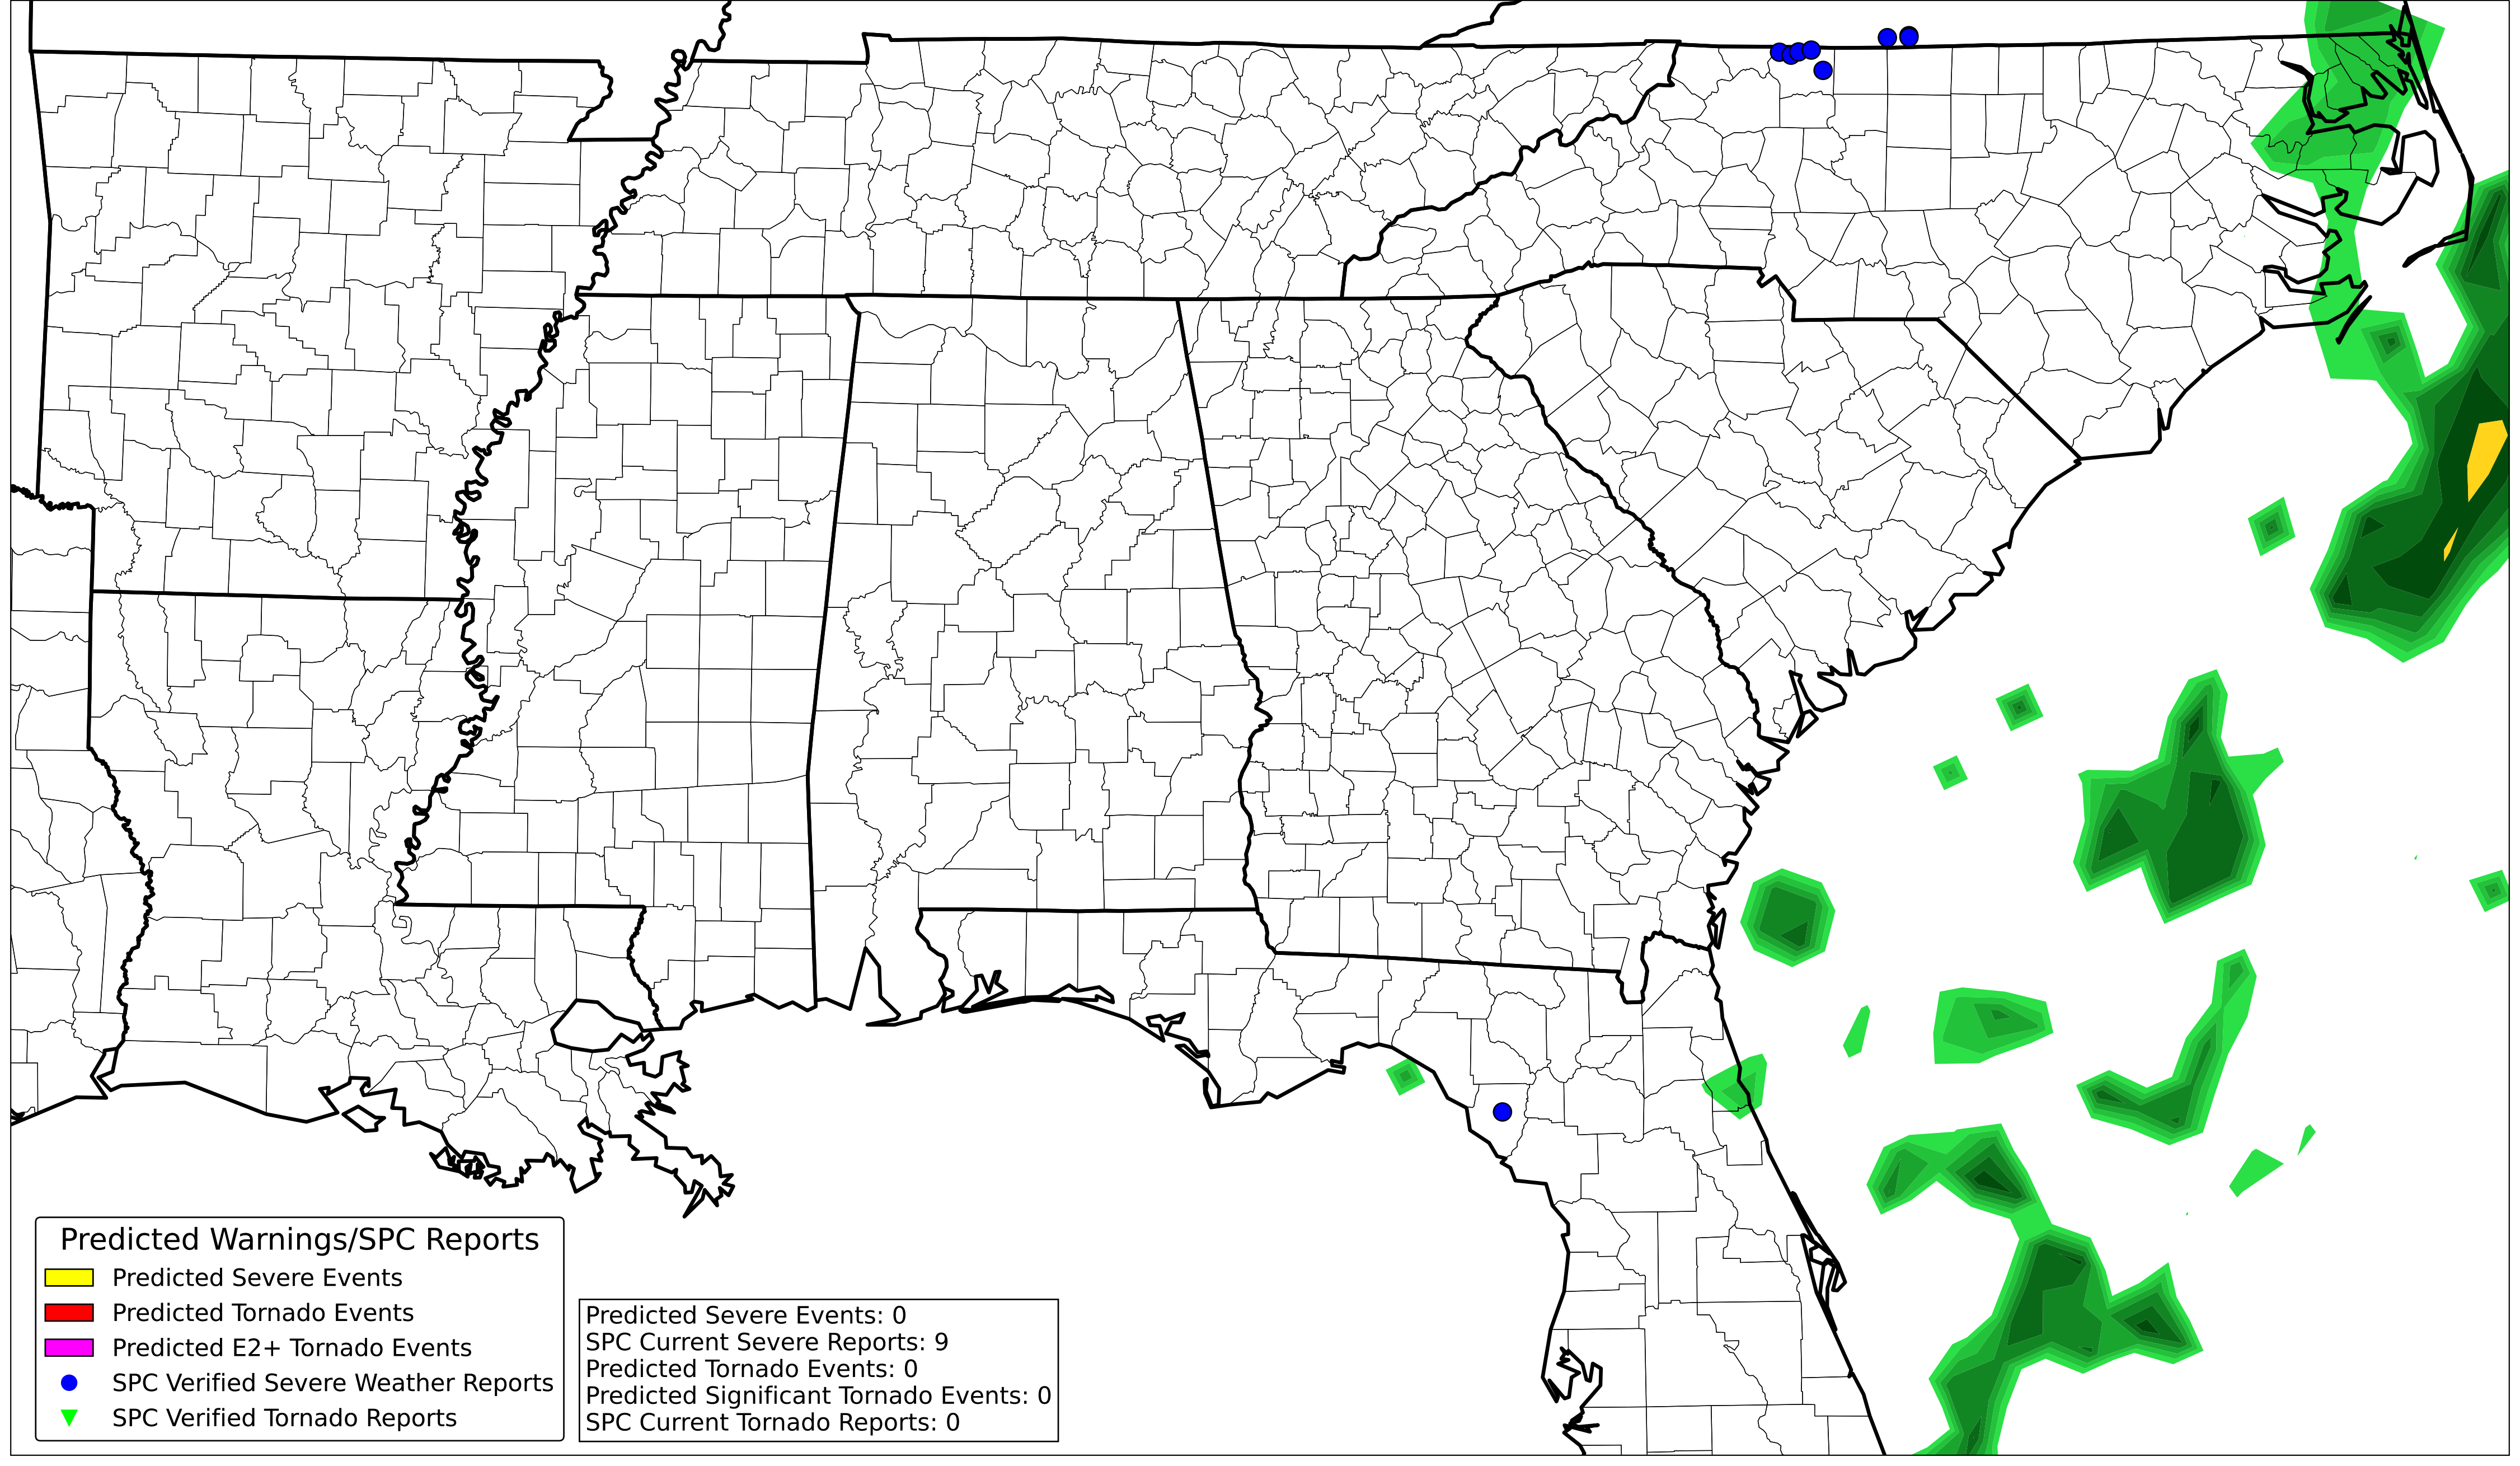 Predicted Warnings/SPC Reports
Predicted Severe Events
Predicted Tornado Events
Predicted E2+ Tornado Events
SPC Verified Severe Weather Reports
SPC Verified Tornado Reports
Predicted Severe Events: 0
SPC Current Severe Reports: 9
Predicted Tornado Events: 0
Predicted Significant Tornado Events: 0
SPC Current Tornado Reports: 0